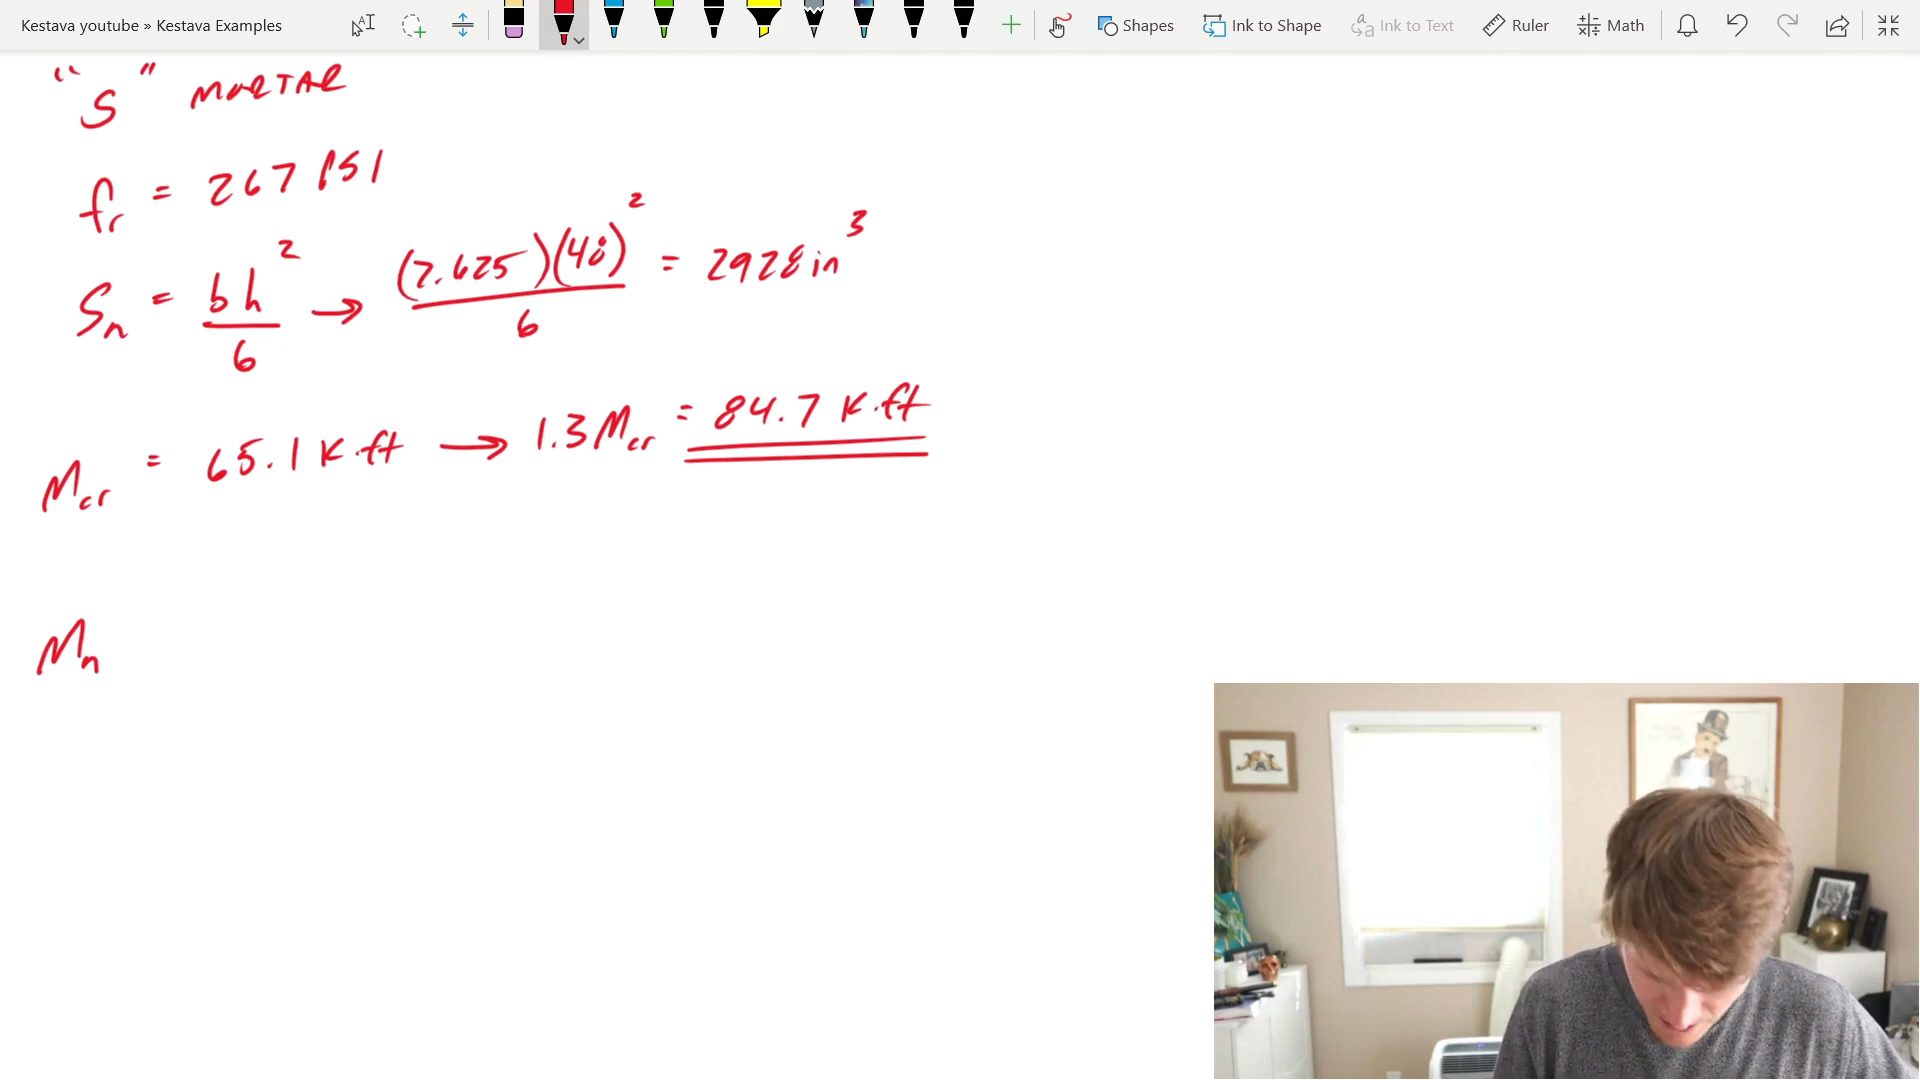 Kestava youtube » Kestava Examples Shapes Ink to Shape Ink to Text Ruler Math
"S" MORTAR
fr = 267 PSI
Sn = bh²/6 → (7.625)(48)²/6 = 2928 in³
Mcr = 65.1 K.ft → 1.3Mcr = 84.7 K.ft
Mn